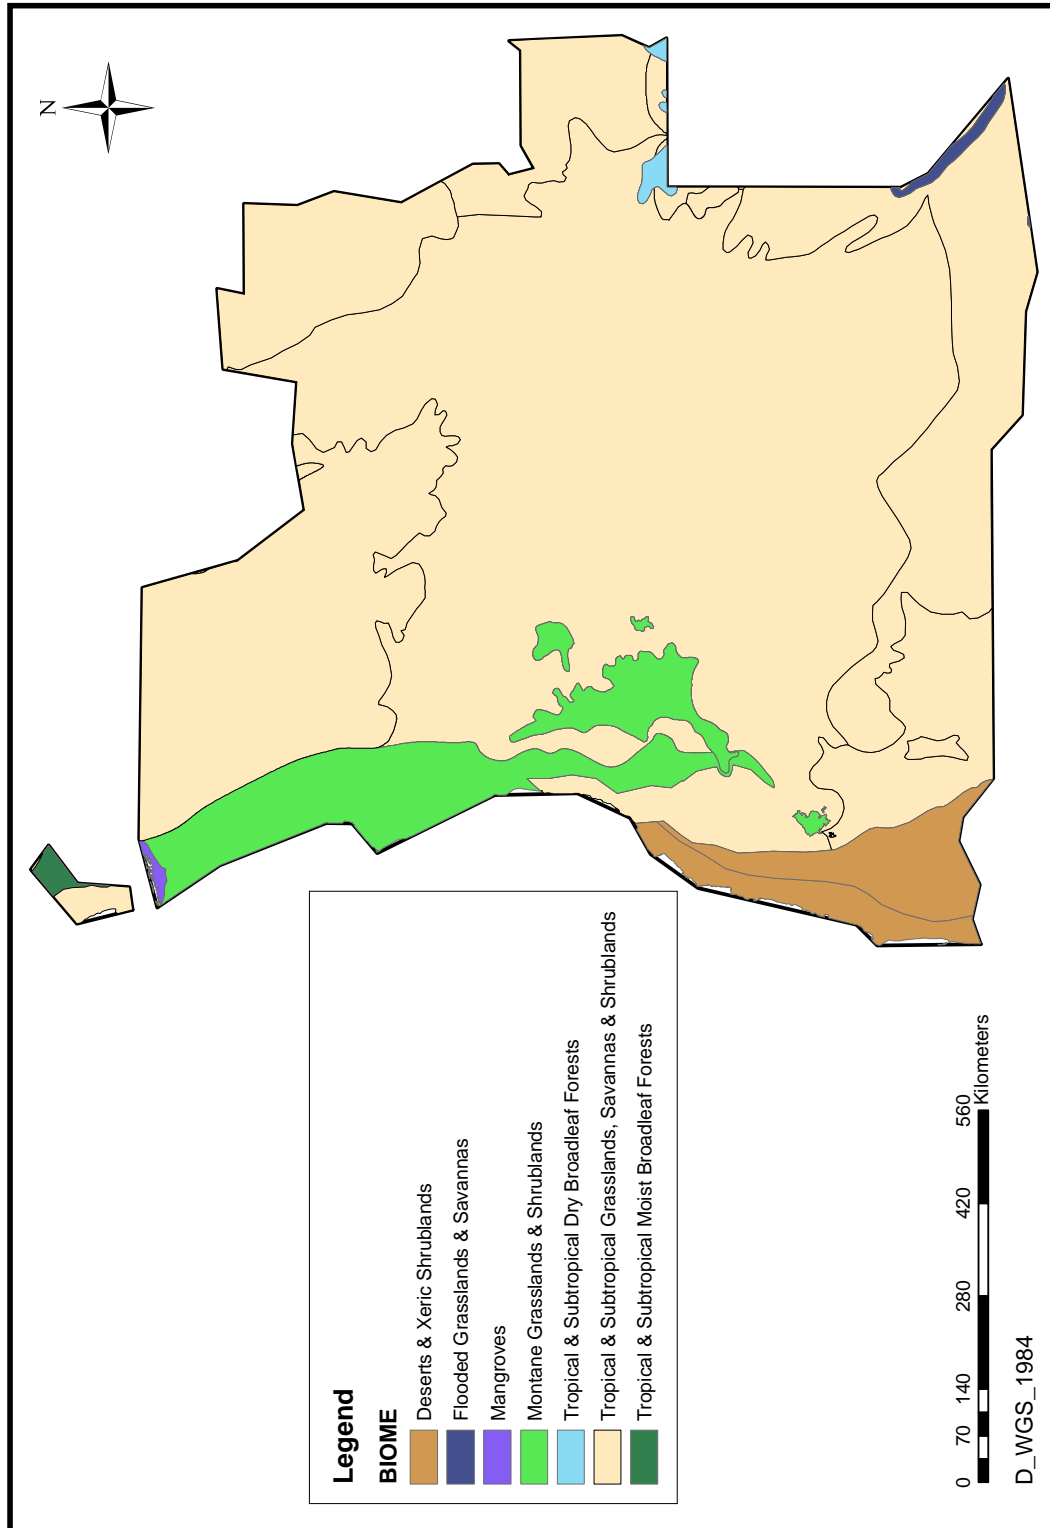 N
Legend
BIOME
Deserts & Xeric Shrublands
Flooded Grasslands & Savannas
Mangroves
Montane Grasslands & Shrublands
Tropical & Subtropical Dry Broadleaf Forests
Tropical & Subtropical Grasslands, Savannas & Shrublands
Tropical & Subtropical Moist Broadleaf Forests
0 70 140 280 420 560
Kilometers
D_WGS_1984